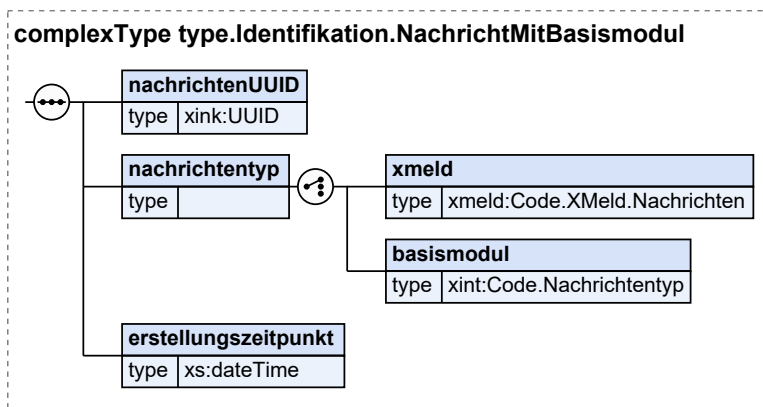 complexType type.Identifikation.NachrichtMitBasismodul
nachrichtenUUID
type xink:UUID
nachrichtentyp
type
xmeld
type xmeld:Code.XMeld.Nachrichten
basismodul
type xint:Code.Nachrichtentyp
erstellungszeitpunkt
type xs:dateTime